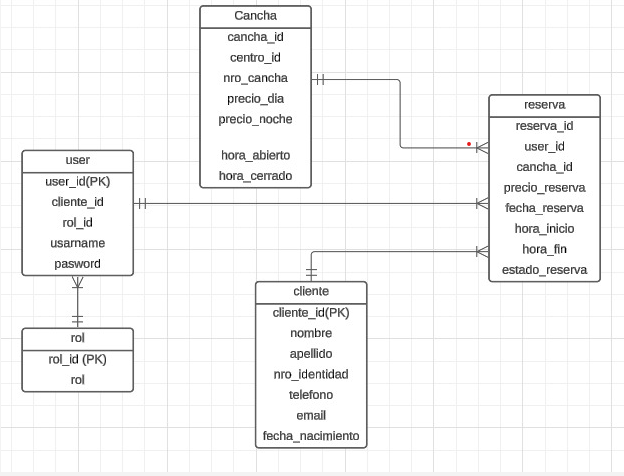 Cancha
cancha_id
centro_id
nro_cancha
precio_dia
precio_noche
hora_abierto
hora_cerrado
reserva
reserva_id
user_id
cancha_id
precio_reserva
fecha_reserva
hora_inicio
hora_fin
estado_reserva
user
user_id(PK)
cliente_id
rol_id
usarname
pasword
rol
rol_id (PK)
rol
cliente
cliente_id(PK)
nombre
apellido
nro_identidad
telefono
email
fecha_nacimiento